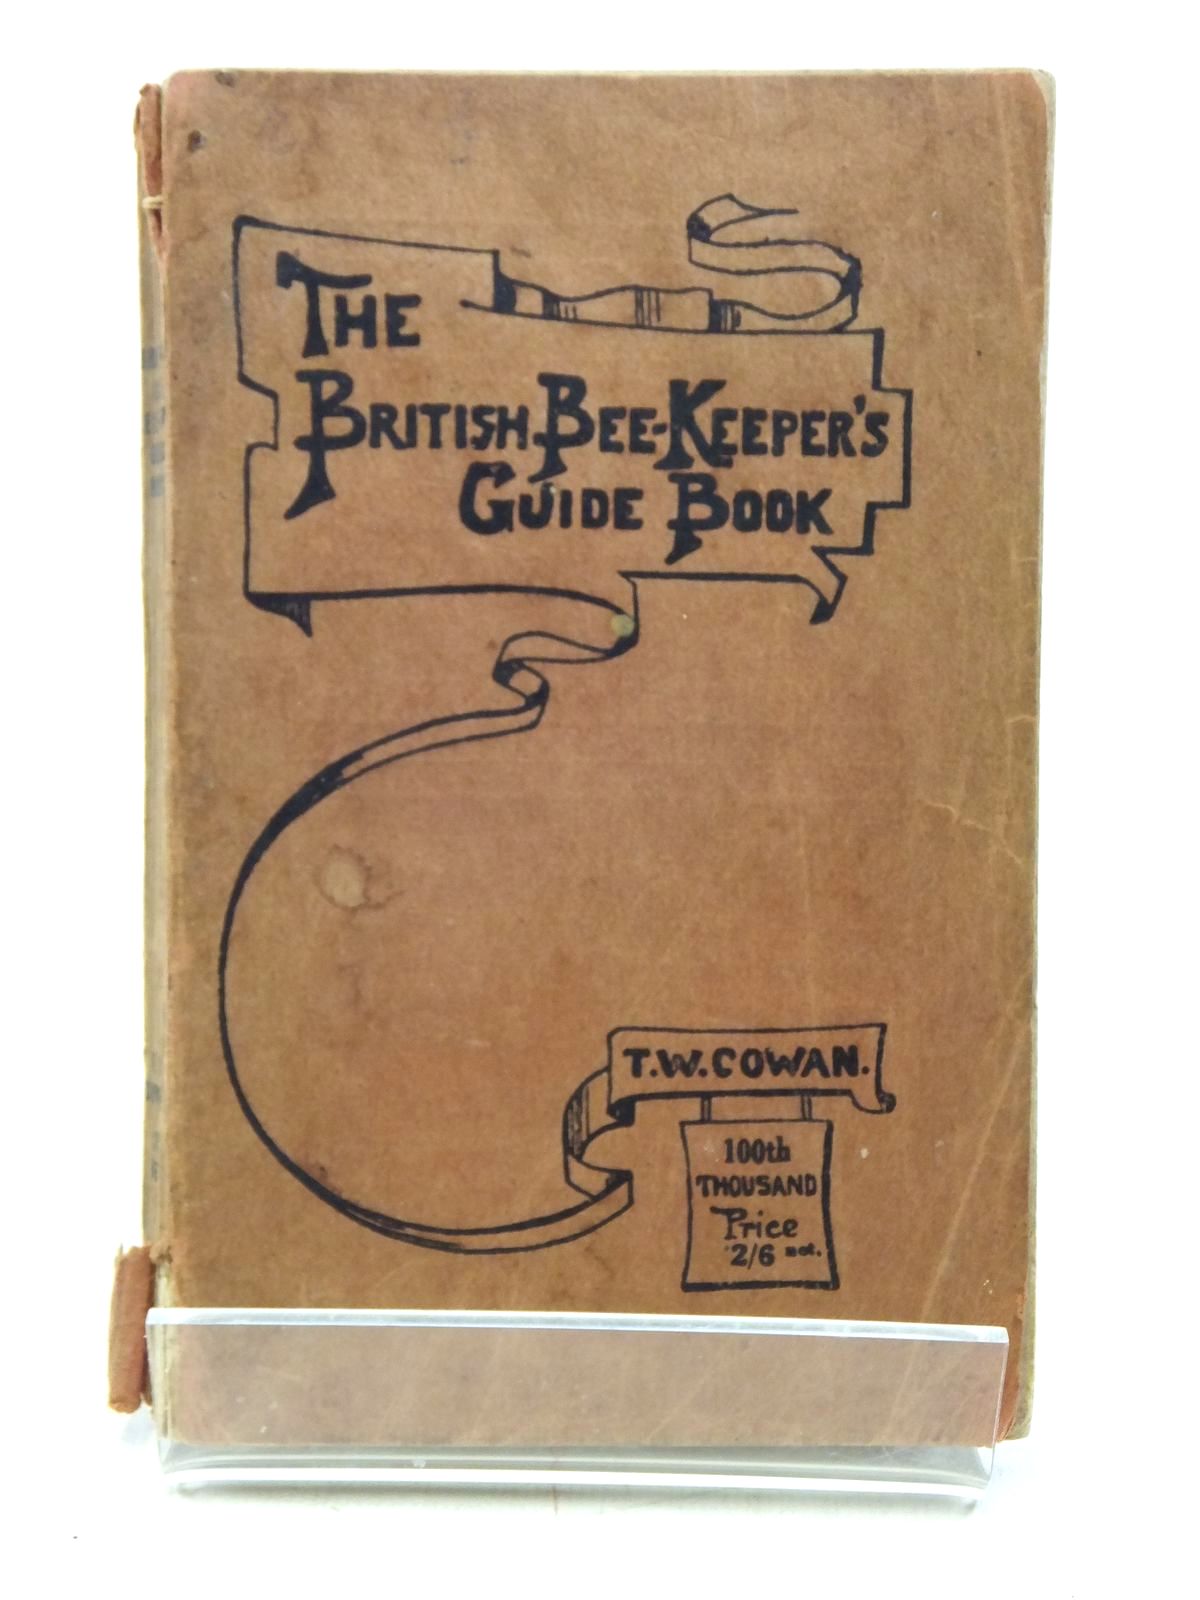 THE
BRITISH BEE-KEEPER'S
GUIDE BOOK
T.W. COWAN.
100th
THOUSAND
Price
2/6 net.